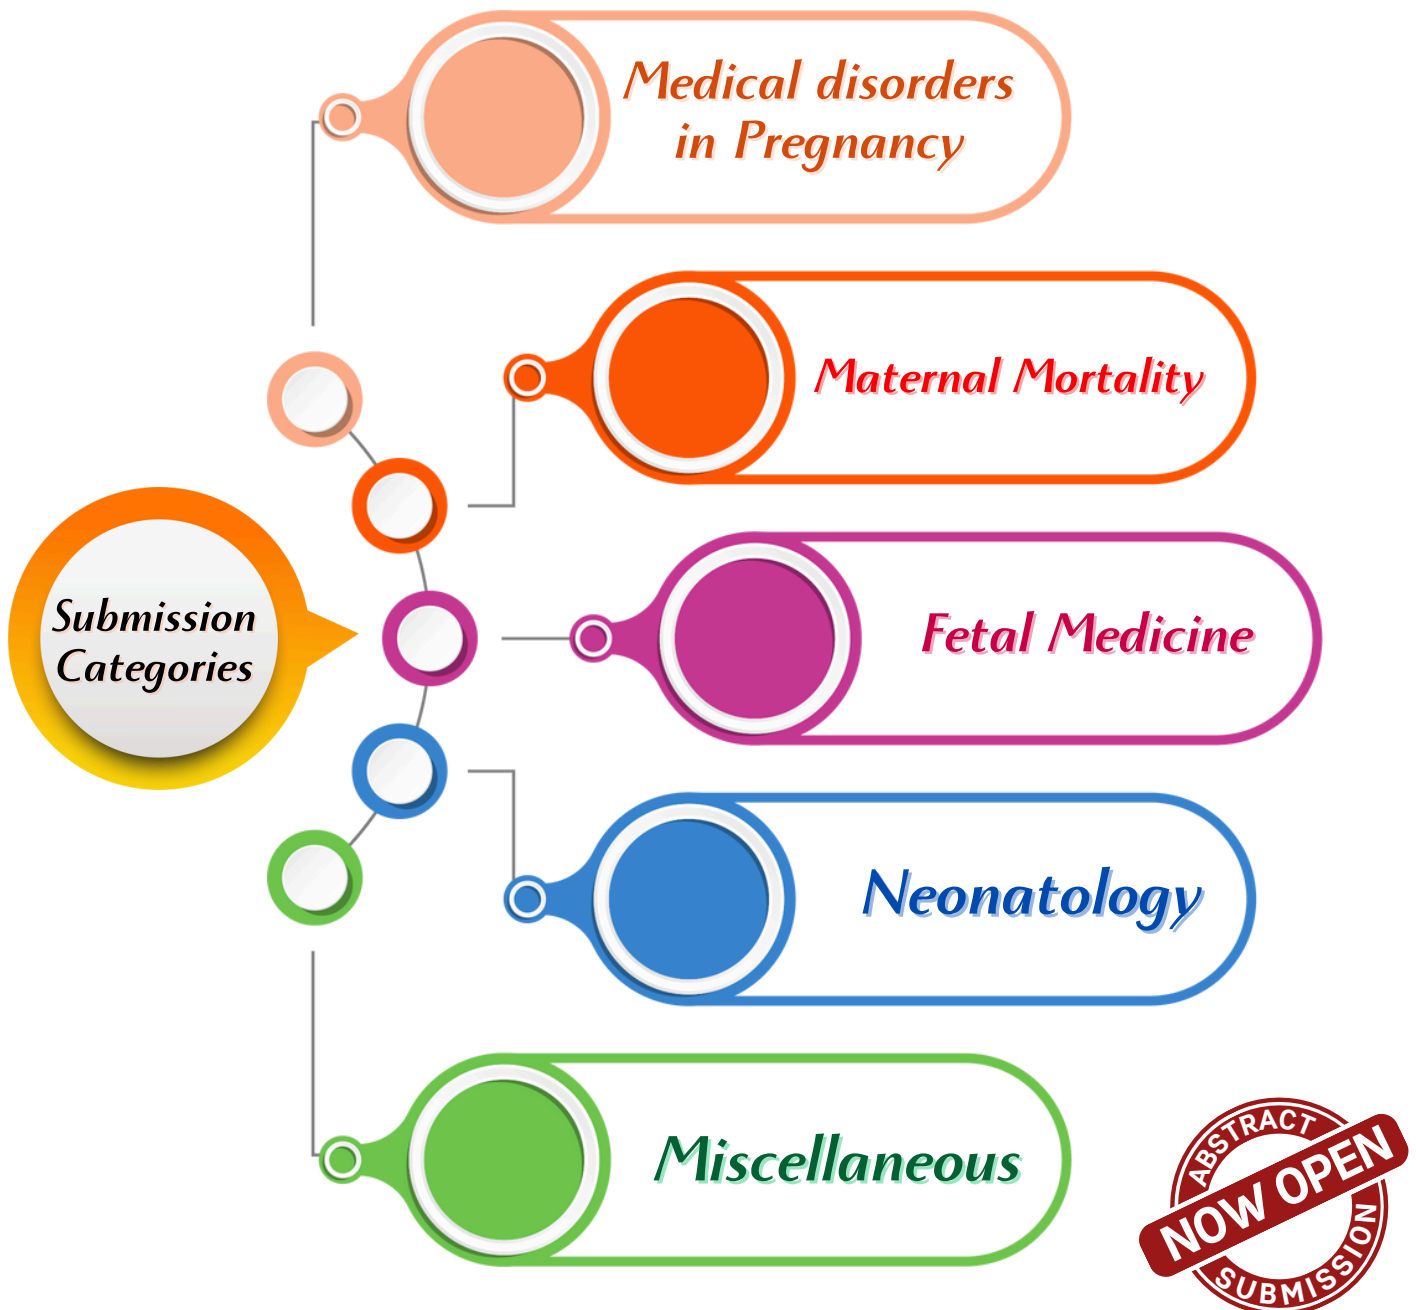 Medical disorders
in Pregnancy
Maternal Mortality
Submission
Categories
Fetal Medicine
Neonatology
Miscellaneous
ABSTRACT
NOW OPEN
SUBMISSION